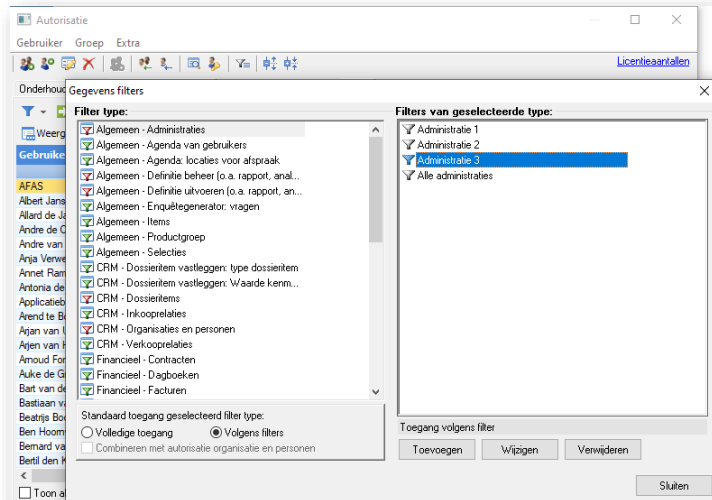 Autorisatie
Gebruiker Groep Extra
Licentieaantallen
Onderhoud
Gegevens filters
Filter type:
Filters van geselecteerde type:
Weerg
Gebruike
AFAS
Albert Jans
Allard de Ja
Andre de
Andre van
Anja Verwe
Annet Ram
Antonia de
Applicatieb
Arend te B
Arjan van
Arjen van
Arnoud For
Auke de G
Bart van de
Bastiaan va
Beatrijs Boo
Ben Hoorn
Bernard va
Bertil den K
Toon a
Algemeen - Administraties
Algemeen - Agenda van gebruikers
Algemeen - Agenda: locaties voor afspraak
Algemeen - Definitie beheer (o.a. rapport, anal...
Algemeen - Definitie uitvoeren (o.a. rapport, an...
Algemeen - Enquêtegenerator: vragen
Algemeen - Items
Algemeen - Productgroep
Algemeen - Selecties
CRM - Dossieritem vastleggen: type dossieritem
CRM - Dossieritem vastleggen: Waarde kenm...
CRM - Dossieritems
CRM - Inkooprelaties
CRM - Organisaties en personen
CRM - Verkooprelaties
Financieel - Contracten
Financieel - Dagboeken
Financieel - Facturen
Administratie 1
Administratie 2
Administratie 3
Alle administraties
Standaard toegang geselecteerd filter type:
Volledige toegang Volgens filters
Combineren met autorisatie organisatie en personen
Toegang volgens filter
Toevoegen Wijzigen Verwijderen
Sluiten